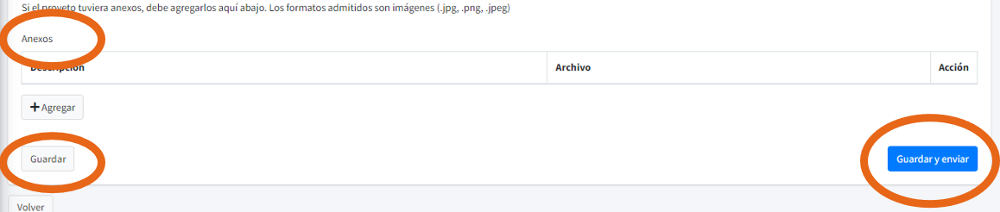 Si el proyeto tuviera anexos, debe agregarlos aquí abajo. Los formatos admitidos son imágenes (.jpg, .png, .jpeg)
Anexos
Descripción Archivo Acción
+ Agregar
Guardar Guardar y enviar
Volver